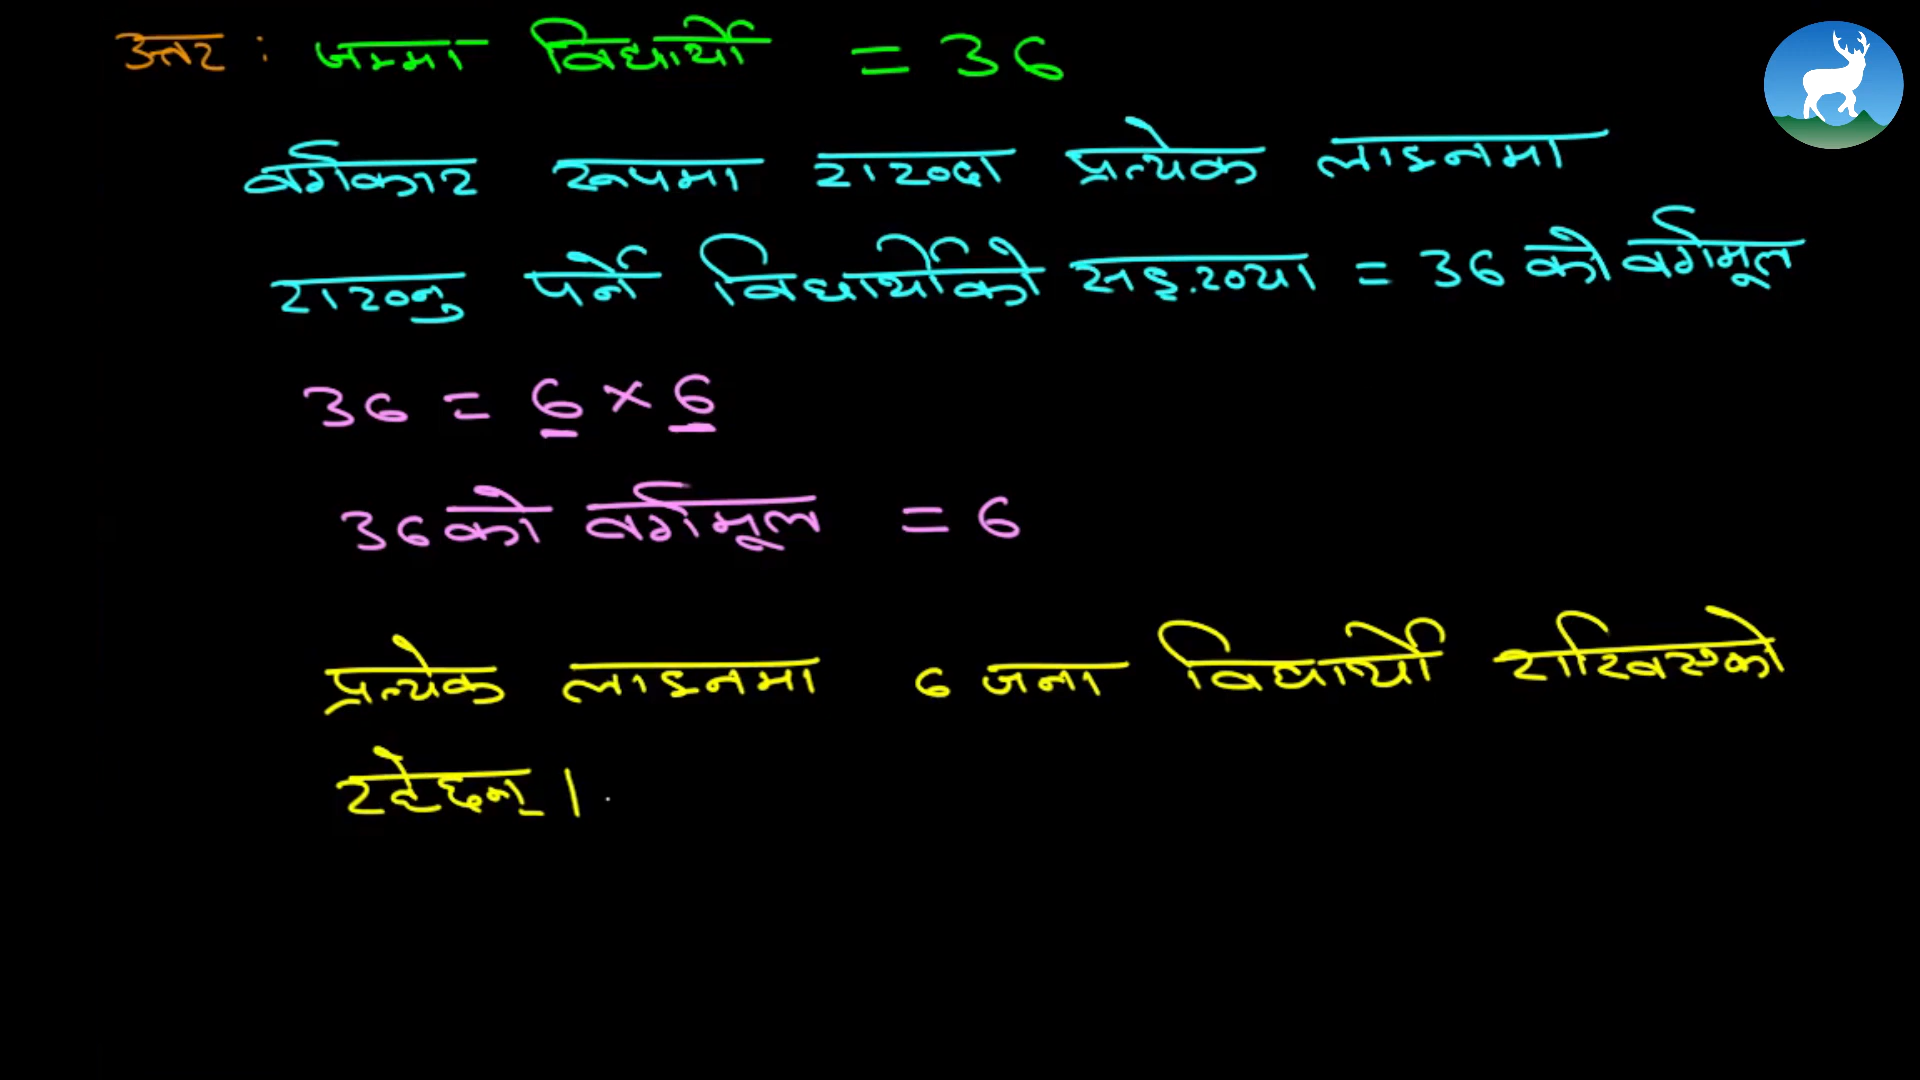 उत्तर : जम्मा विद्यार्थी = 36
वर्गाकार रूपमा राख्दा प्रत्येक लाइनमा
राख्नु पर्ने विद्यार्थीको सङ्ख्या = 36 को वर्गमूल
36 = 6 × 6
36को वर्गमूल = 6
प्रत्येक लाइनमा 6 जना विद्यार्थी राखिएको
रहेछन् ।